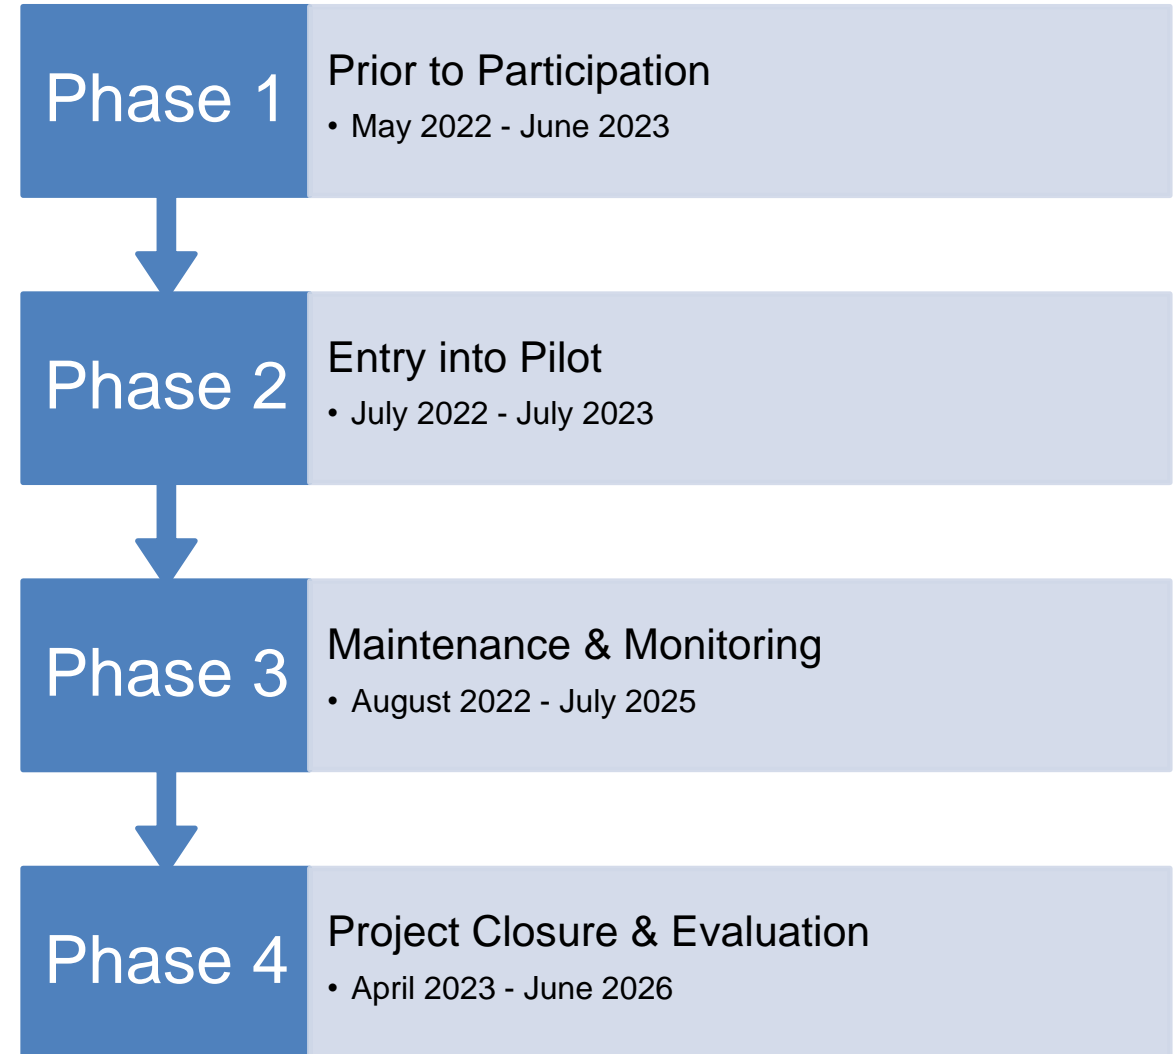 Phase 1
Prior to Participation
• May 2022 - June 2023
Phase 2
Entry into Pilot
• July 2022 - July 2023
Phase 3
Maintenance & Monitoring
• August 2022 - July 2025
Phase 4
Project Closure & Evaluation
• April 2023 - June 2026